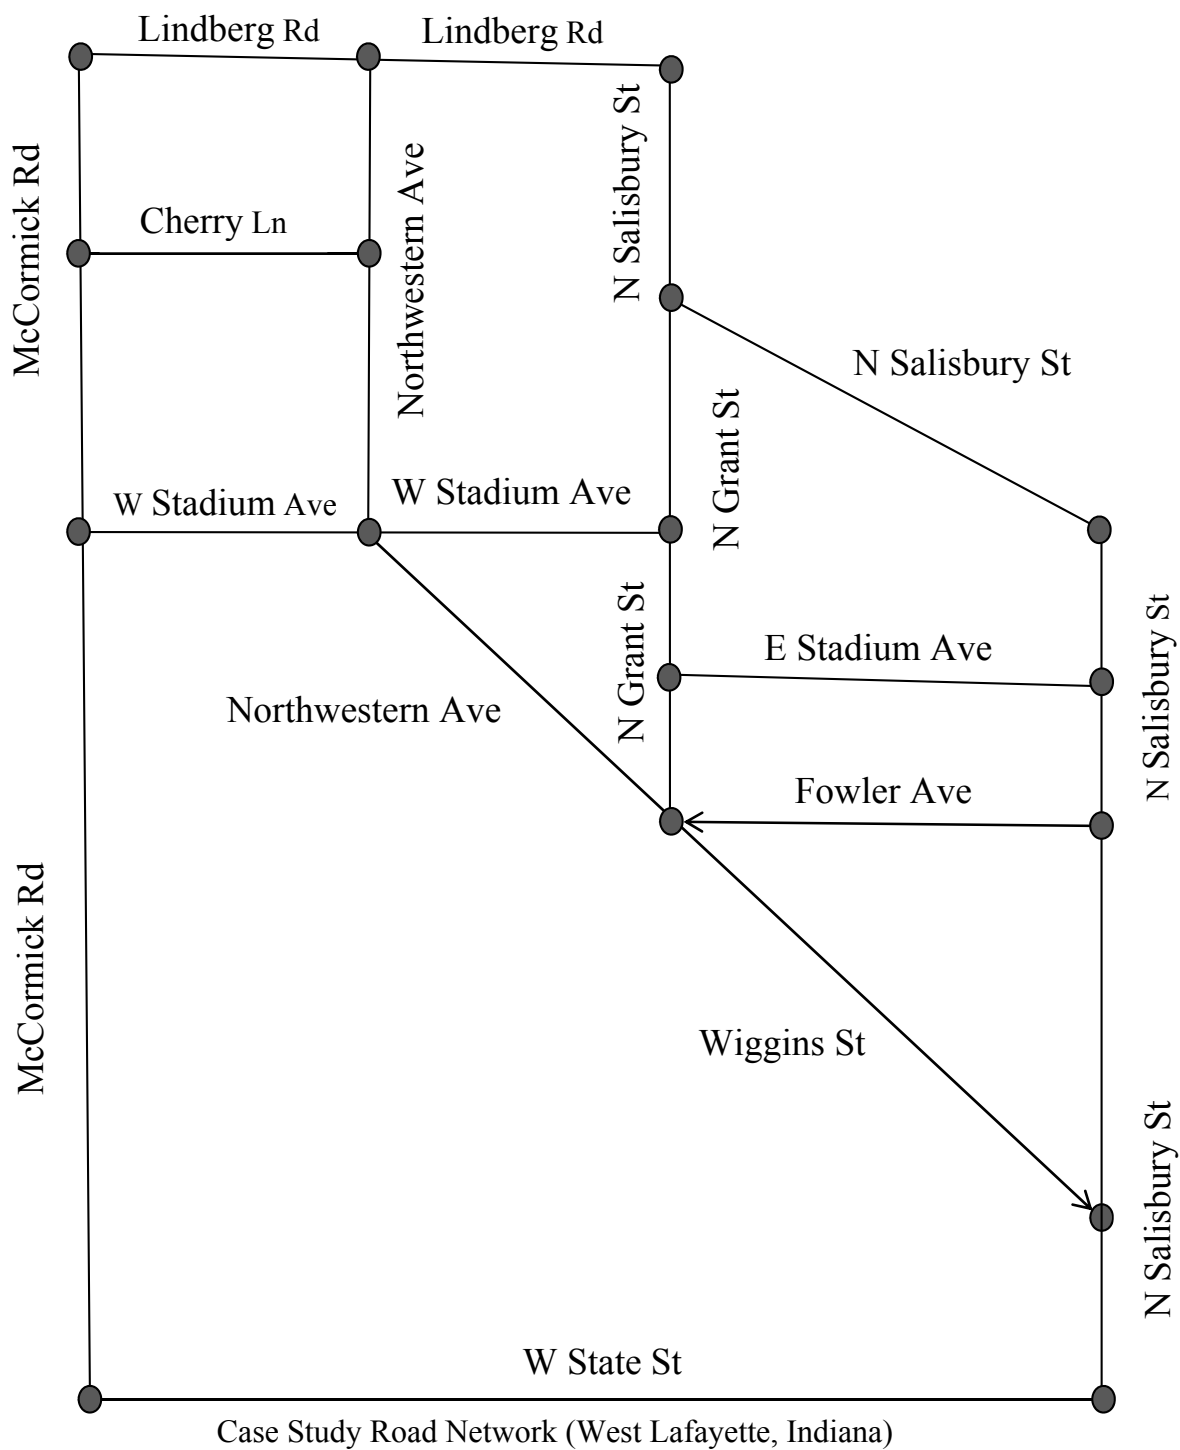 Lindberg Rd
Lindberg Rd
N Salisbury St
McCormick Rd
Northwestern Ave
Cherry Ln
N Salisbury St
N Grant St
W Stadium Ave
W Stadium Ave
N Grant St
E Stadium Ave
N Salisbury St
Northwestern Ave
Fowler Ave
McCormick Rd
Wiggins St
N Salisbury St
W State St
Case Study Road Network (West Lafayette, Indiana)